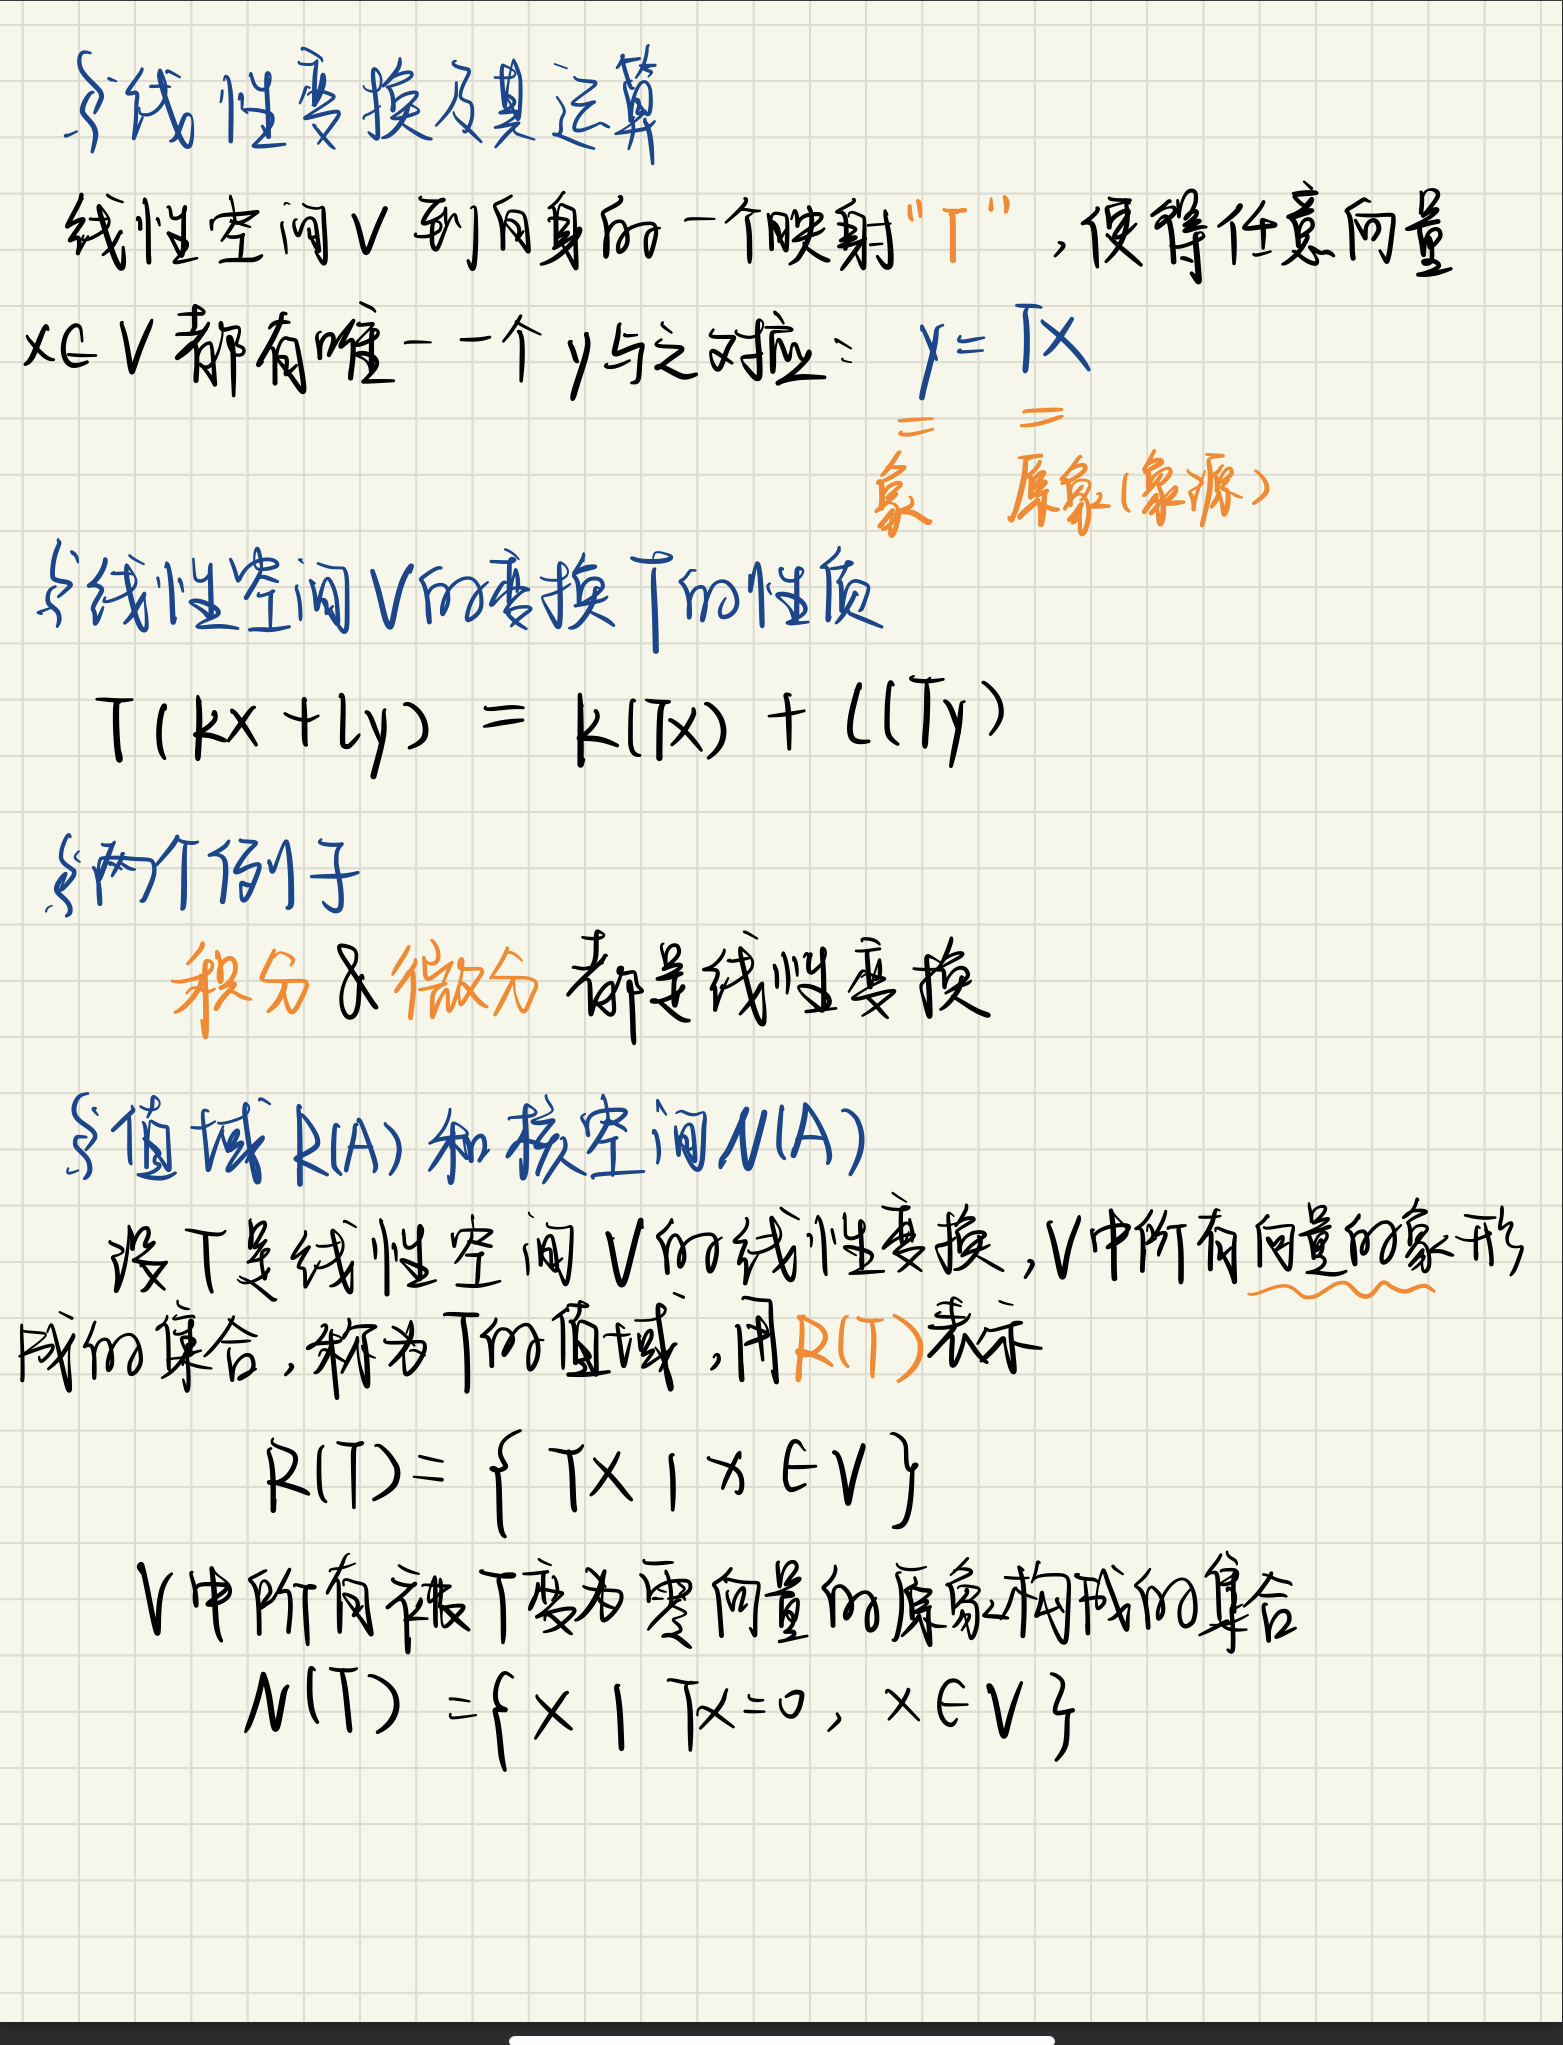 §线性变换及其运算
线性空间V到自身的一个映射"T",使得任意向量
x∈V都有唯一一个y与之对应: y=Tx
= =
象 原象(象源)
§线性空间V的变换T的性质
T(kx+ly) = k(Tx) + l(Ty)
§两个例子
积分&微分 都是线性变换
§值域R(A)和核空间N(A)
设T是线性空间V的线性变换,V中所有向量的象形
成的集合,称为T的值域,用R(T)表示
R(T)={Tx|x∈V}
V中所有被T变为零向量的原象构成的集合
N(T)={x|Tx=0,x∈V}